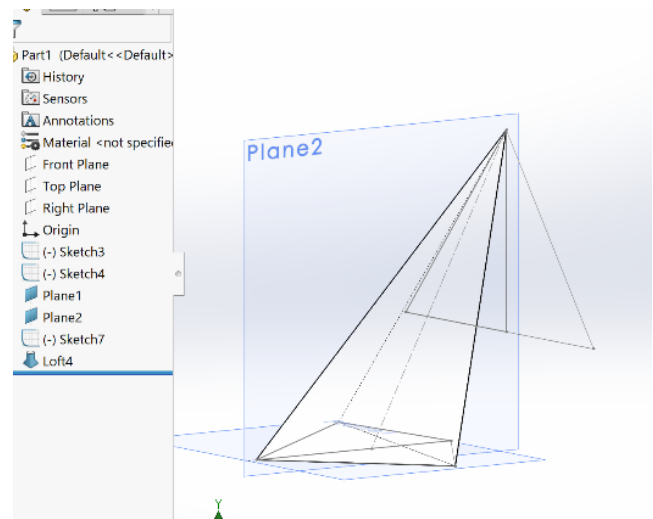 Part1 (Default<<Default>
History
Sensors
Annotations
Material <not specifie
Front Plane
Top Plane
Right Plane
Origin
(-) Sketch3
(-) Sketch4
Plane1
Plane2
(-) Sketch7
Loft4
Plane2
Y